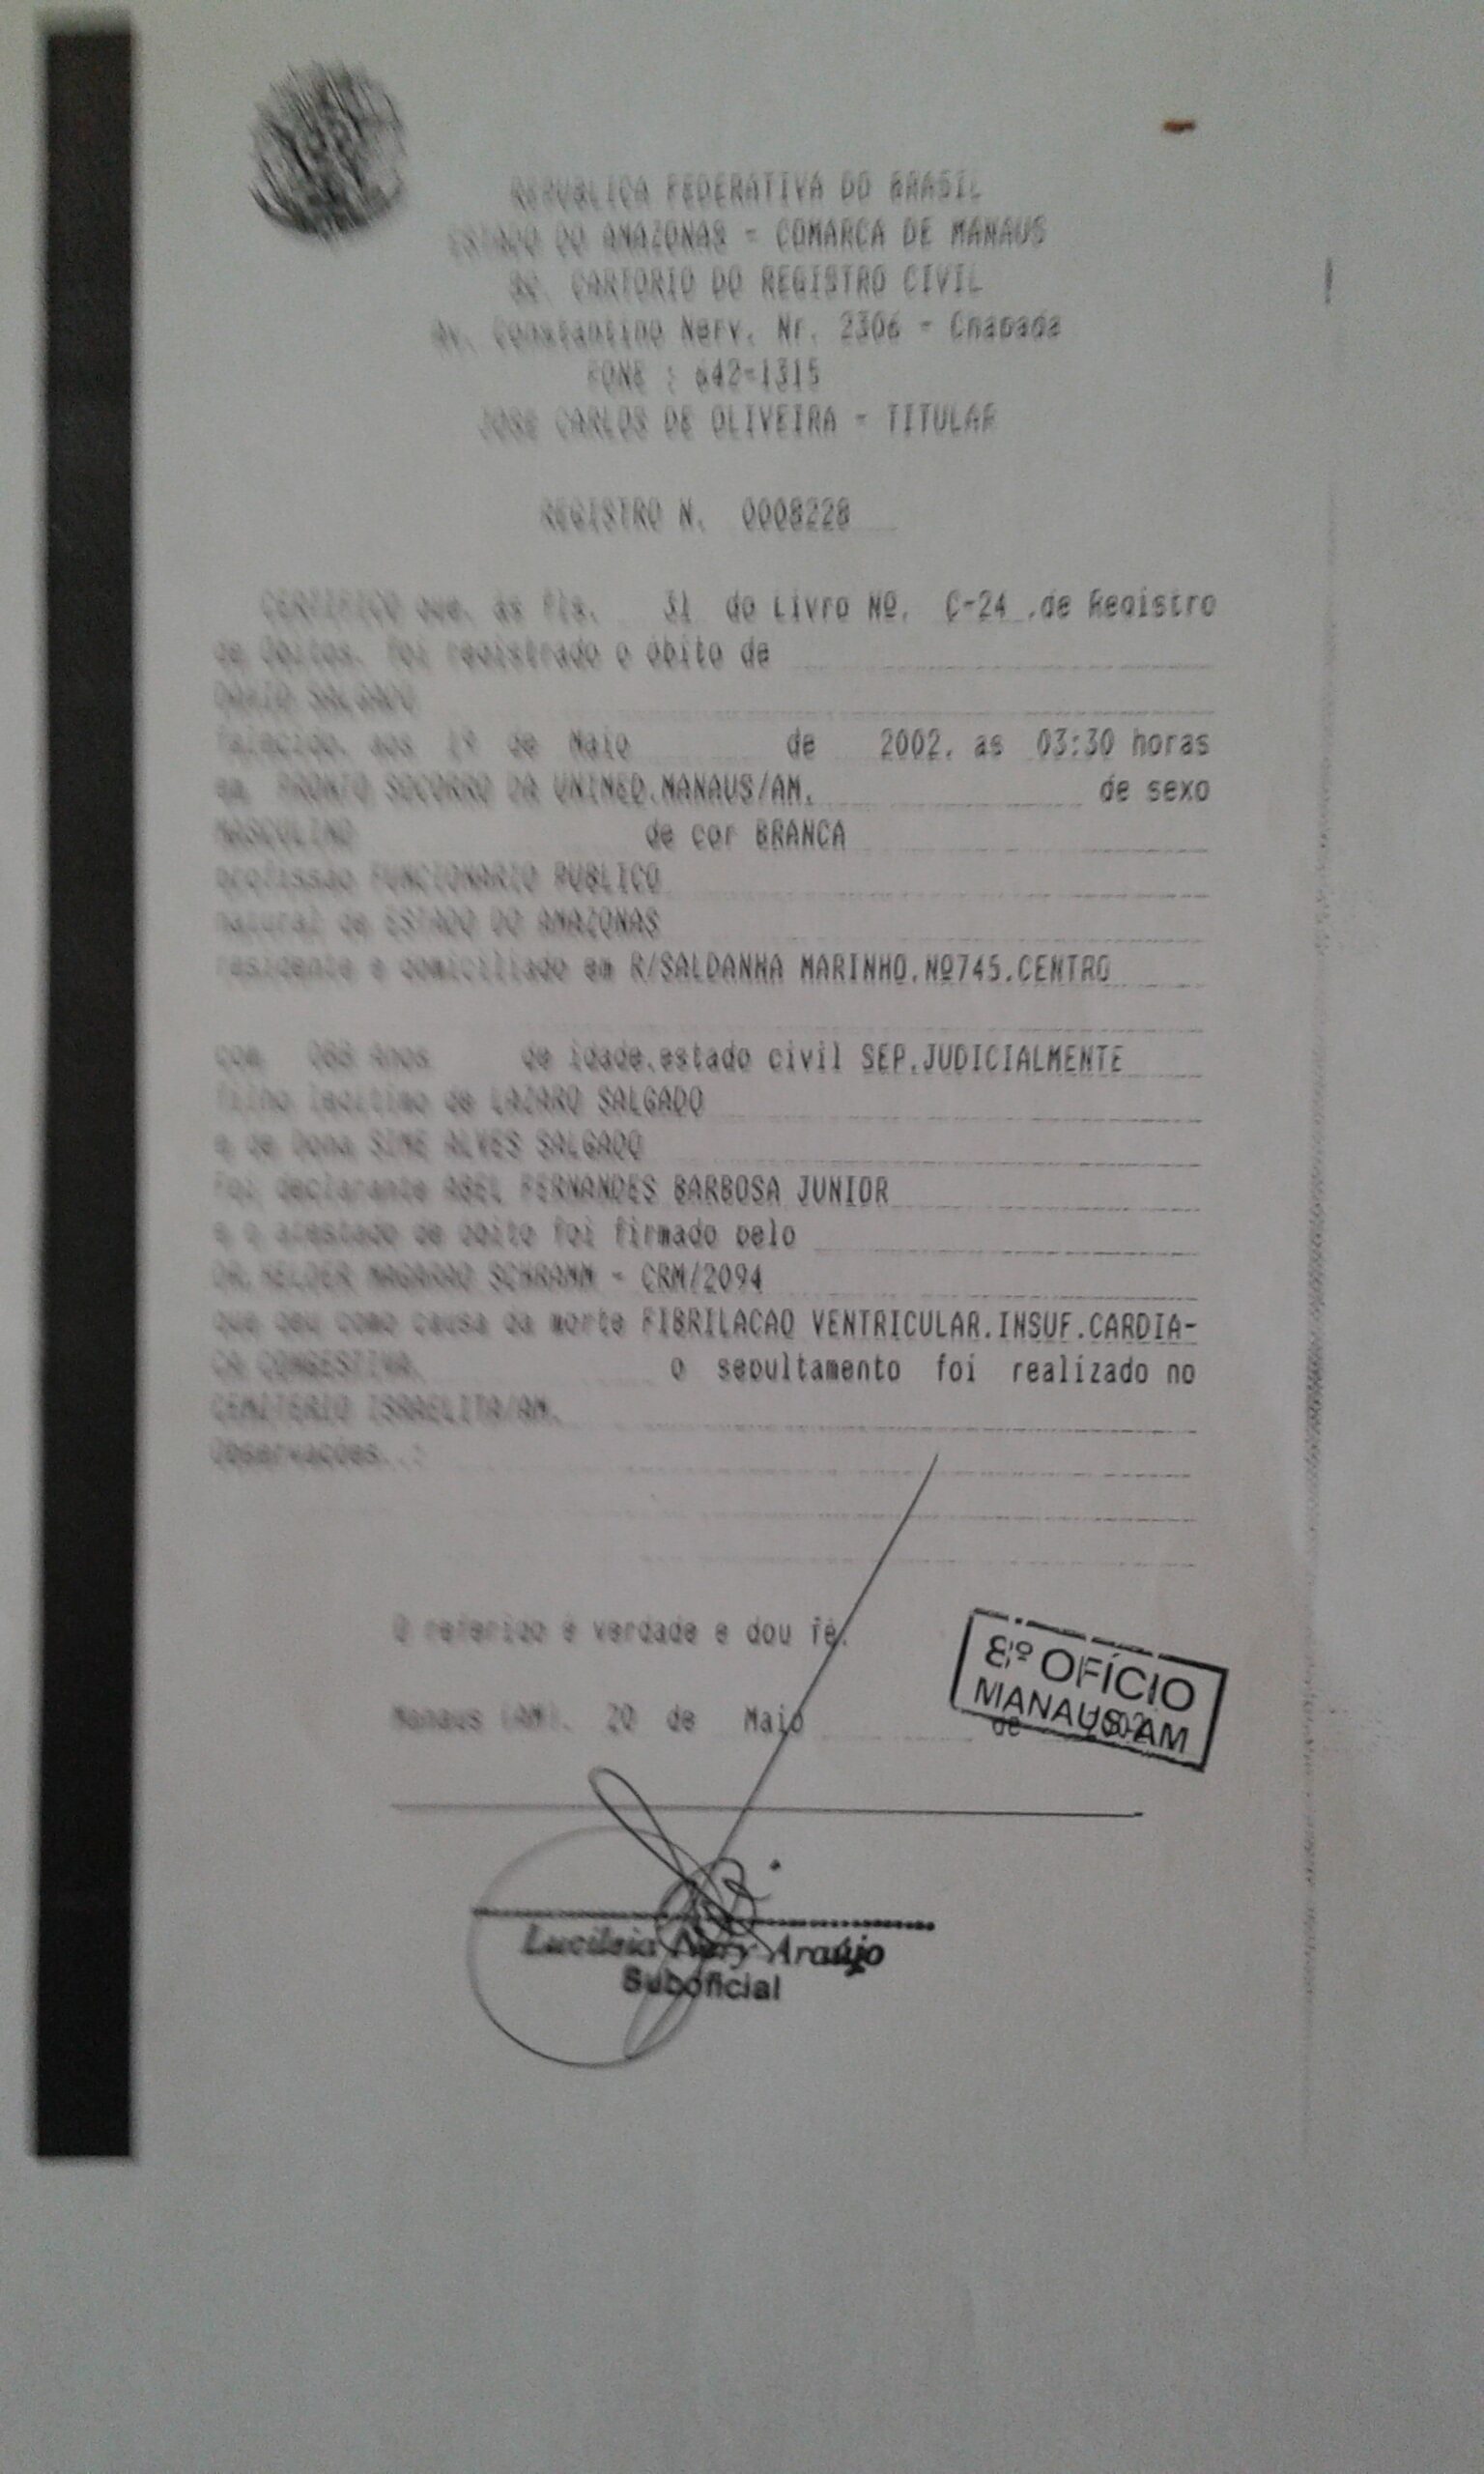 REPUBLICA FEDERATIVA DO BRASIL
ESTADO DO AMAZONAS - COMARCA DE MANAUS
8o. CARTORIO DO REGISTRO CIVIL
Av. Constantino Nery, Nr. 2306 - Chapada
FONE : 642-1315
JOSE CARLOS DE OLIVEIRA - TITULAR
REGISTRO N. 0008228
CERTIFICO que, às Fls. 31 do Livro Nº. C-24 ,de Registro
de Obitos, foi registrado o óbito de
SALGADO
falecido, aos de Maio de 2002, as 03:30 horas
PRONTO SOCORRO DA UNIMED,MANAUS/AM. de sexo
MASCULINO de cor BRANCA
profissão FUNCIONARIO PUBLICO
natural de ESTADO DO AMAZONAS
residente e domiciliado em R/SALDANHA MARINHO,Nº745,CENTRO
com Anos de idade,estado civil SEP.JUDICIALMENTE
filho legítimo de LAZARO SALGADO
e de Dona SIME ALVES SALGADO
Foi declarante ABEL FERNANDES BARBOSA JUNIOR
e o atestado de óbito foi firmado pelo
DR.HELDER SCHRAMM - CRM/2094
que deu como causa da morte FIBRILACAO VENTRICULAR,INSUF.CARDIA-
CA CONGESTIVA. o sepultamento foi realizado no
CEMITERIO ISRAELITA/AM.
Observações..:
O referido é verdade e dou fé.
8º OFÍCIO
MANAUS-AM
Manaus (AM), 20 de Maio de 2002
Lucileia Nery Araújo
Suboficial